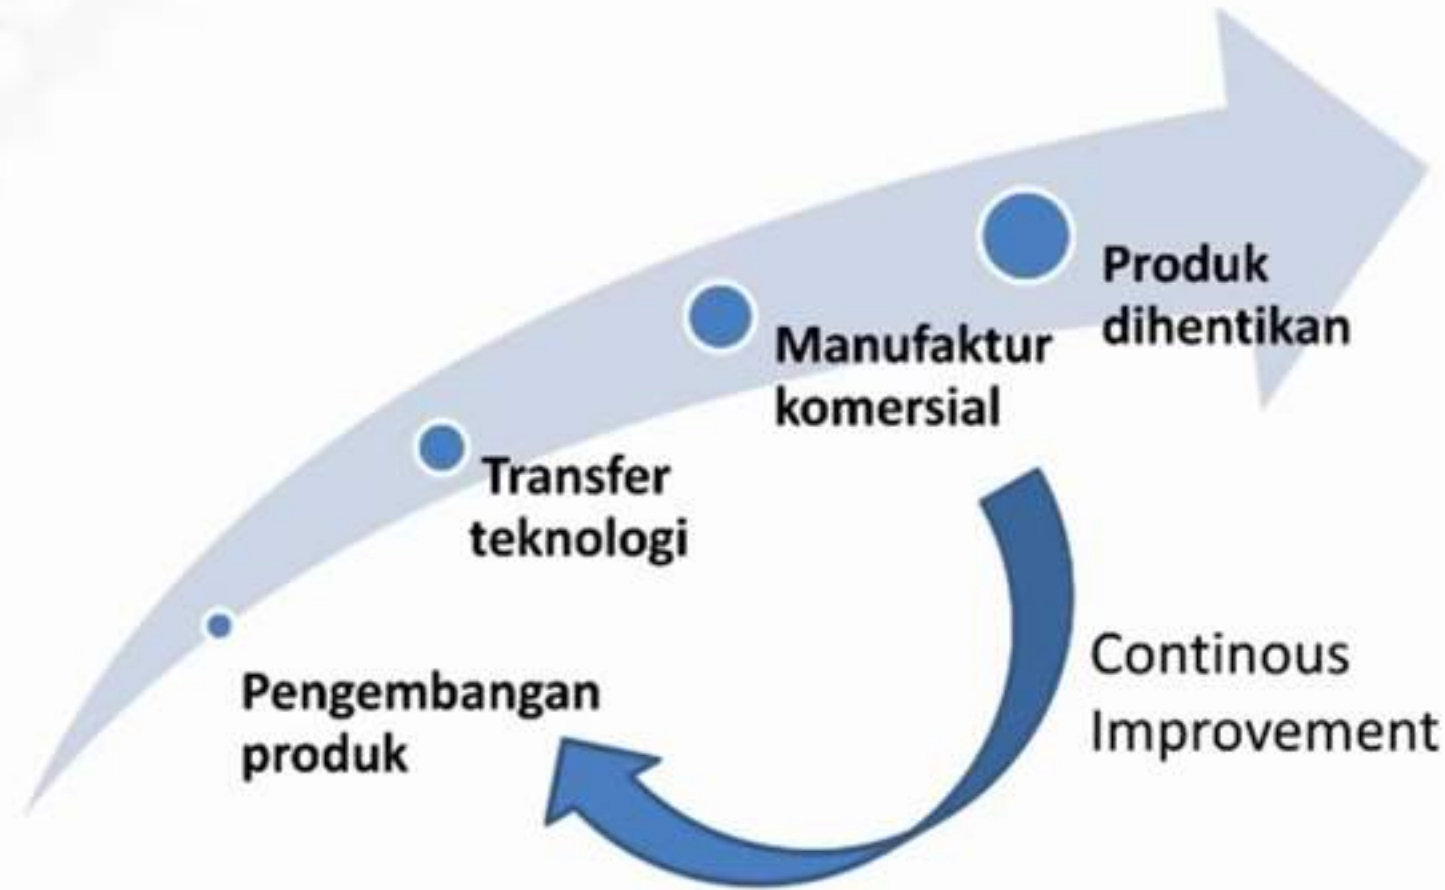 Produk
dihentikan
Manufaktur
komersial
Transfer
teknologi
Pengembangan
produk
Continous
Improvement